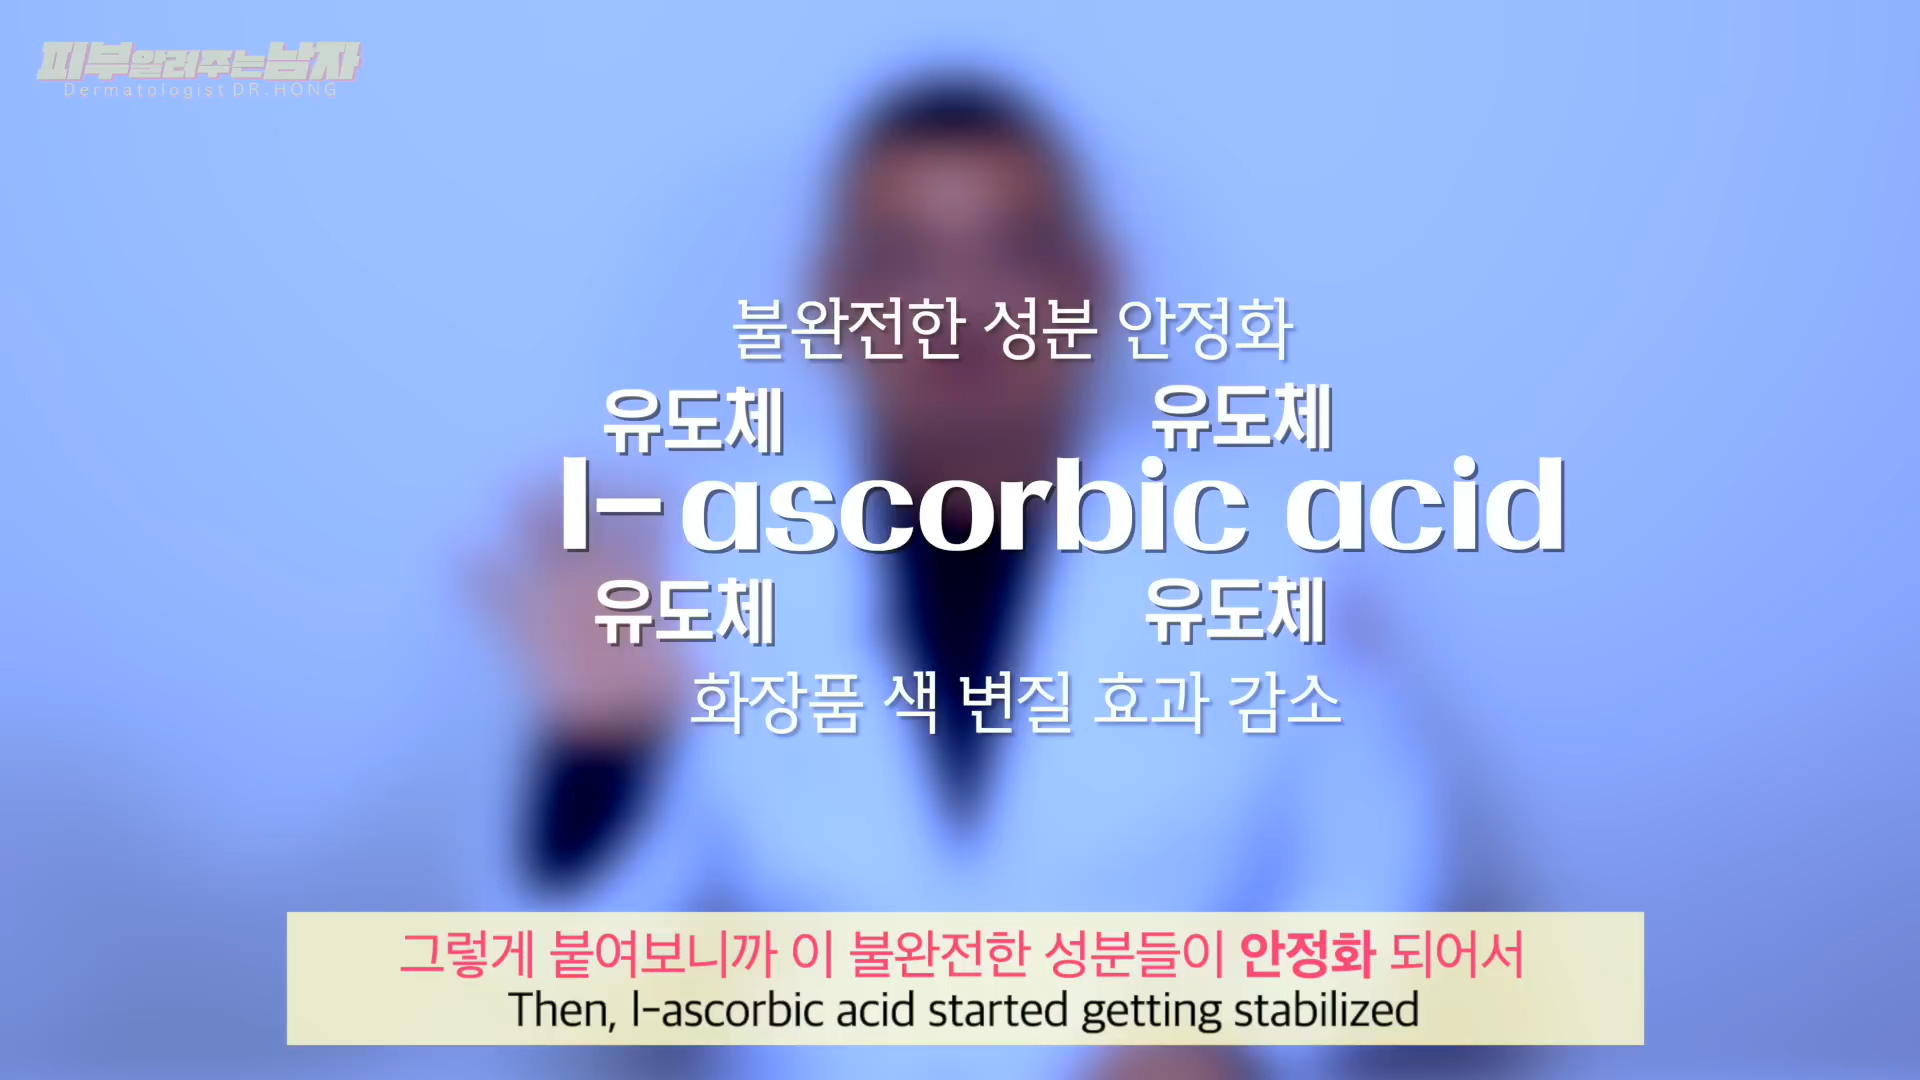 피부알려주는남자
Dermatologist DR.HONG
불완전한 성분 안정화
유도체 유도체
l-ascorbic acid
유도체 유도체
화장품 색 변질 효과 감소
그렇게 붙여보니까 이 불완전한 성분들이 안정화 되어서
Then, l-ascorbic acid started getting stabilized